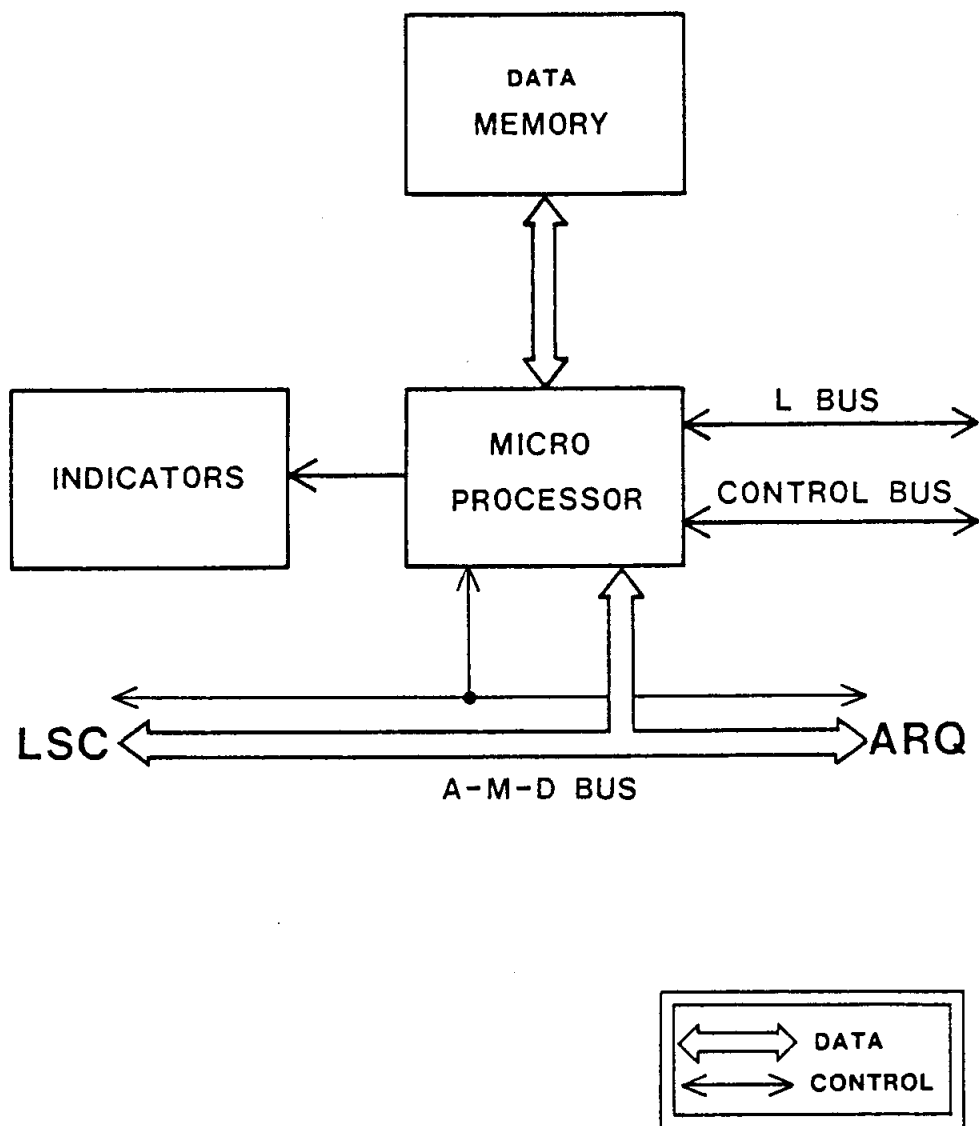 DATA
MEMORY
L BUS
MICRO
PROCESSOR
INDICATORS
CONTROL BUS
LSC
ARQ
A-M-D BUS
DATA
CONTROL